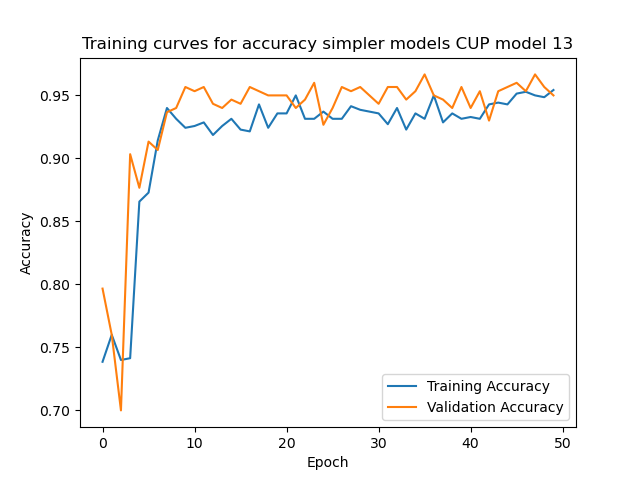 Training curves for accuracy simpler models CUP model 13
Accuracy
0.95
0.90
0.85
0.80
0.75
0.70
Training Accuracy
Validation Accuracy
0 10 20 30 40 50
Epoch